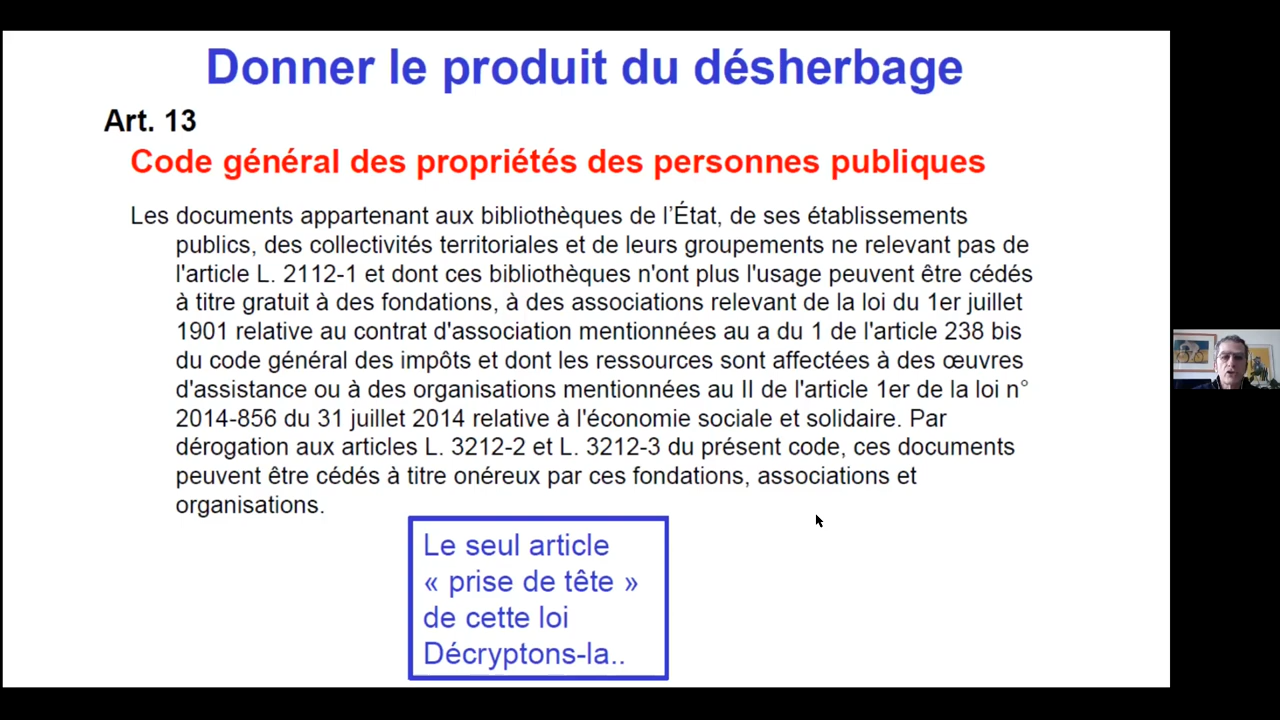 Donner le produit du désherbage
Art. 13
Code général des propriétés des personnes publiques
Les documents appartenant aux bibliothèques de l’État, de ses établissements
publics, des collectivités territoriales et de leurs groupements ne relevant pas de
l'article L. 2112-1 et dont ces bibliothèques n'ont plus l'usage peuvent être cédés
à titre gratuit à des fondations, à des associations relevant de la loi du 1er juillet
1901 relative au contrat d'association mentionnées au a du 1 de l'article 238 bis
du code général des impôts et dont les ressources sont affectées à des œuvres
d'assistance ou à des organisations mentionnées au II de l'article 1er de la loi n°
2014-856 du 31 juillet 2014 relative à l'économie sociale et solidaire. Par
dérogation aux articles L. 3212-2 et L. 3212-3 du présent code, ces documents
peuvent être cédés à titre onéreux par ces fondations, associations et
organisations.
Le seul article
« prise de tête »
de cette loi
Décryptons-la..